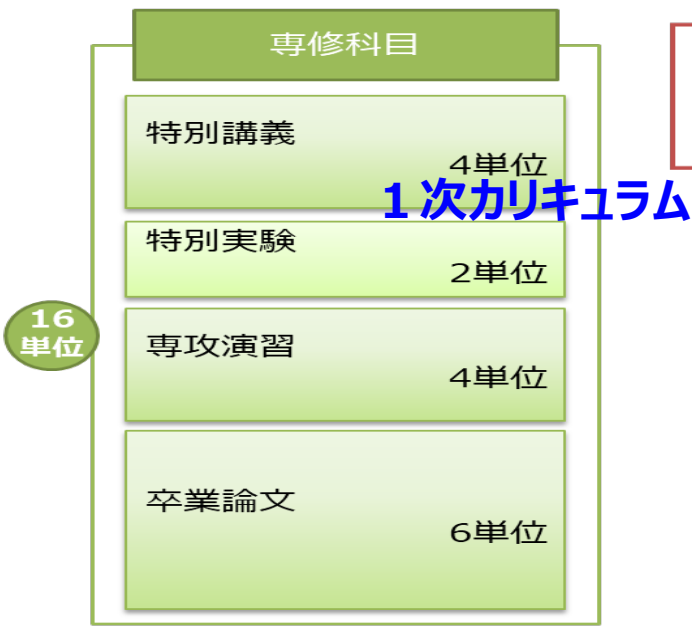 専修科目
特別講義
4単位
1次カリキュラム
特別実験
2単位
16
単位
専攻演習
4単位
卒業論文
6単位